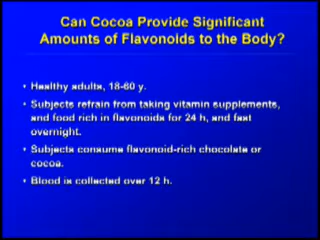 Can Cocoa Provide Significant
Amounts of Flavonoids to the Body?
• Healthy adults, 18-60 y.
• Subjects refrain from taking vitamin supplements,
and food rich in flavonoids for 24 h, and fast
overnight.
• Subjects consume flavonoid-rich chocolate or
cocoa.
• Blood is collected over 12 h.